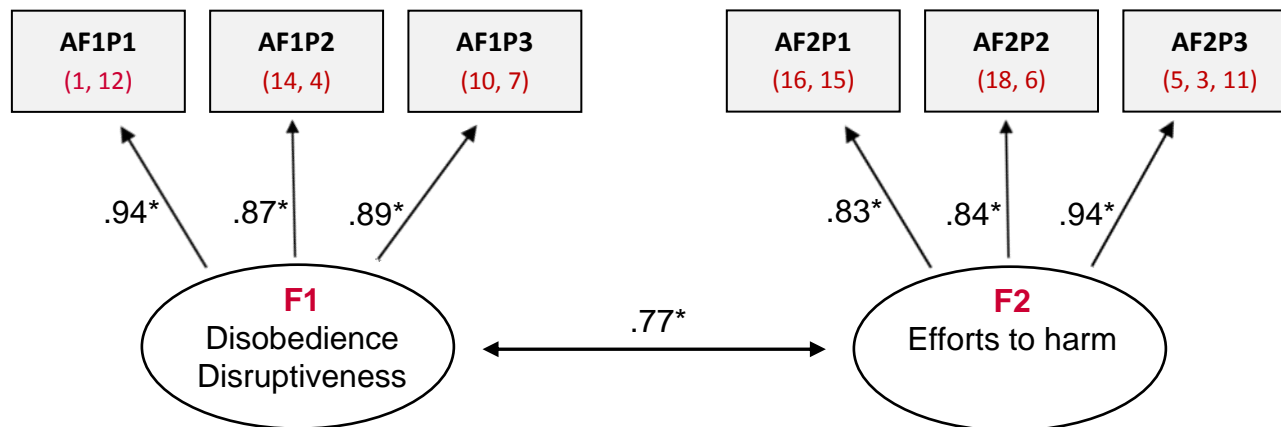 AF1P1
(1, 12)
AF1P2
(14, 4)
AF1P3
(10, 7)
AF2P1
(16, 15)
AF2P2
(18, 6)
AF2P3
(5, 3, 11)
.94*
.87*
.89*
.83*
.84*
.94*
F1
Disobedience
Disruptiveness
.77*
F2
Efforts to harm